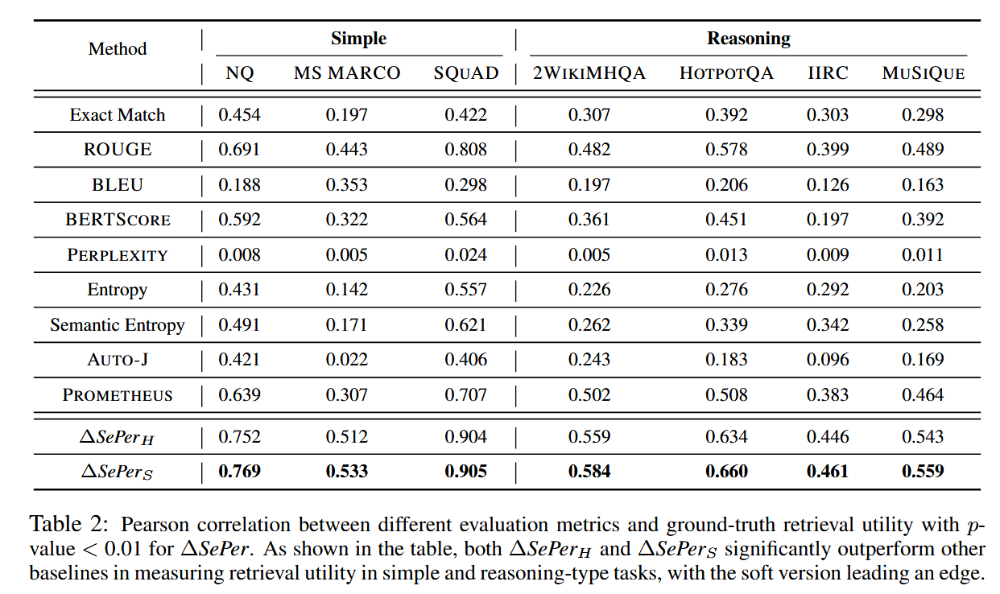 Method | Simple | Reasoning
NQ MS MARCO SQUAD | 2WIKIMHQA HOTPOTQA IIRC MUSIQUE
Exact Match | 0.454 0.197 0.422 | 0.307 0.392 0.303 0.298
ROUGE | 0.691 0.443 0.808 | 0.482 0.578 0.399 0.489
BLEU | 0.188 0.353 0.298 | 0.197 0.206 0.126 0.163
BERTSCORE | 0.592 0.322 0.564 | 0.361 0.451 0.197 0.392
PERPLEXITY | 0.008 0.005 0.024 | 0.005 0.013 0.009 0.011
Entropy | 0.431 0.142 0.557 | 0.226 0.276 0.292 0.203
Semantic Entropy | 0.491 0.171 0.621 | 0.262 0.339 0.342 0.258
AUTO-J | 0.421 0.022 0.406 | 0.243 0.183 0.096 0.169
PROMETHEUS | 0.639 0.307 0.707 | 0.502 0.508 0.383 0.464
ΔSePer_H | 0.752 0.512 0.904 | 0.559 0.634 0.446 0.543
ΔSePer_S | 0.769 0.533 0.905 | 0.584 0.660 0.461 0.559
Table 2: Pearson correlation between different evaluation metrics and ground-truth retrieval utility with p-
value < 0.01 for ΔSePer. As shown in the table, both ΔSePer_H and ΔSePer_S significantly outperform other
baselines in measuring retrieval utility in simple and reasoning-type tasks, with the soft version leading an edge.